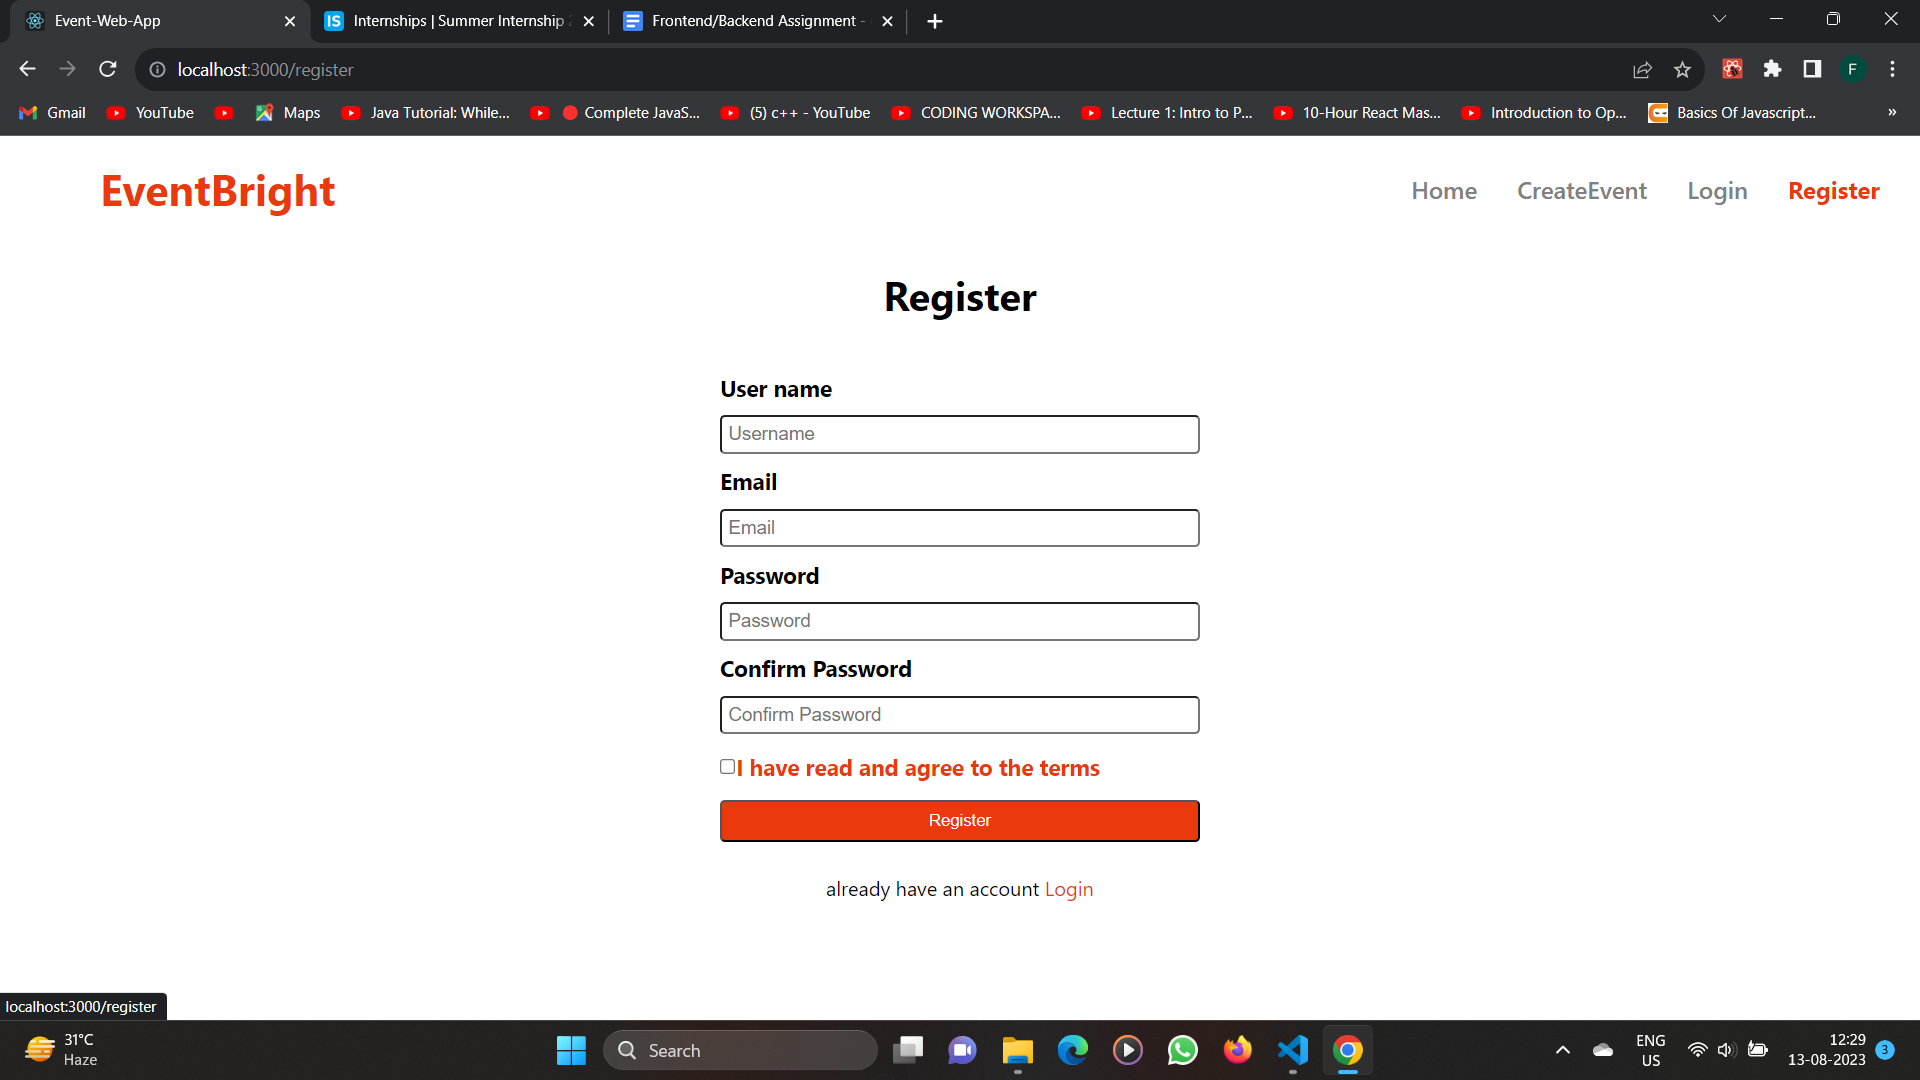 Event-Web-App
IS Internships | Summer Internship 2
Frontend/Backend Assignment -
localhost:3000/register
F
Gmail
YouTube
Maps
Java Tutorial: While...
Complete JavaS...
(5) c++ - YouTube
CODING WORKSPA...
Lecture 1: Intro to P...
10-Hour React Mas...
Introduction to Op...
Basics Of Javascript...
»
EventBright
Home
CreateEvent
Login
Register
Register
User name
Username
Email
Email
Password
Password
Confirm Password
Confirm Password
I have read and agree to the terms
Register
already have an account Login
localhost:3000/register
31°C
Haze
Search
ENG
US
12:29
13-08-2023
3